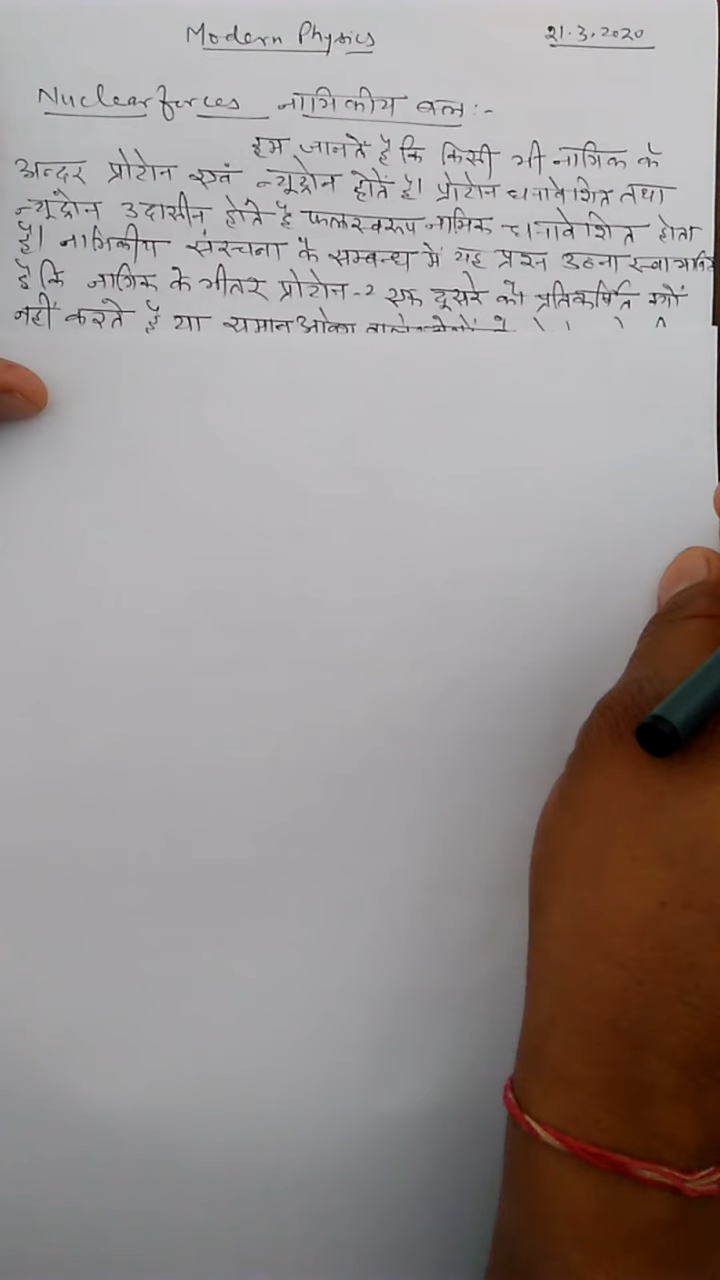 Modern Physics 21.3.2020
Nuclear forces नाभिकीय बल :-
हम जानते है कि किसी भी नाभिक के
अन्दर प्रोटोन एवं न्यूट्रोन होते है। प्रोटोन धनावेशित तथा
न्यूट्रोन उदासीन होते है फलस्वरूप नाभिक धनावेशित होता
है। नाभिकीय संरचना के सम्बन्ध में यह प्रश्न उठना स्वाभाविक
है कि नाभिक के भीतर प्रोटोन-2 एक दूसरे को प्रतिकर्षित क्यों
नहीं करते है या समान